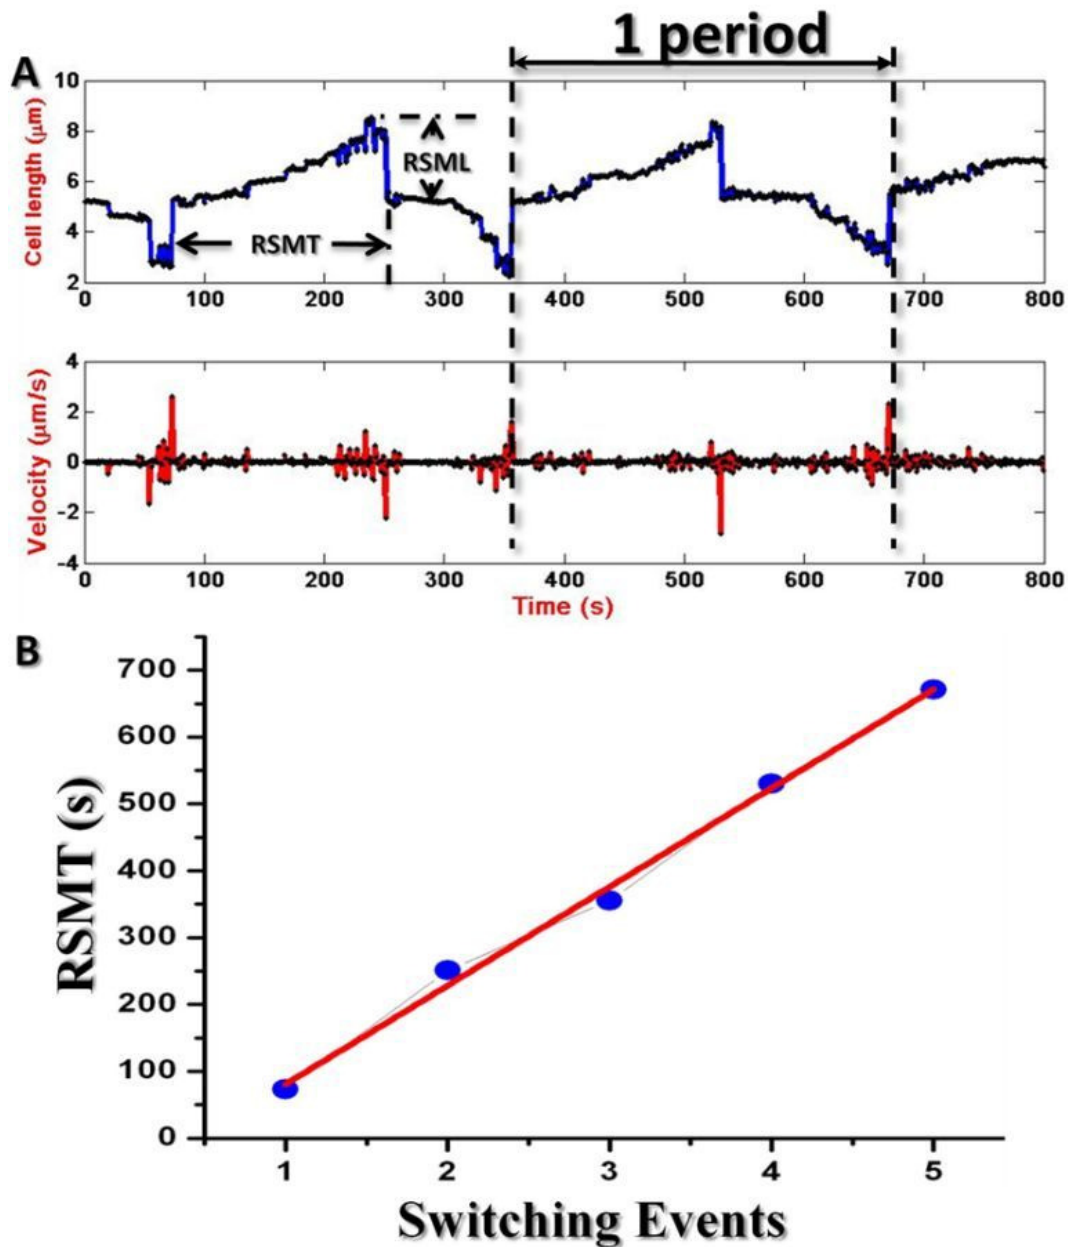 1 period
A
10
8
6
4
2
Cell length (μm)
RSML
RSMT
0 100 200 300 400 500 600 700 800
4
2
0
-2
-4
Velocity (μm/s)
0 100 200 300 400 500 600 700 800
Time (s)
B
700
600
500
400
300
200
100
0
RSMT (s)
1 2 3 4 5
Switching Events